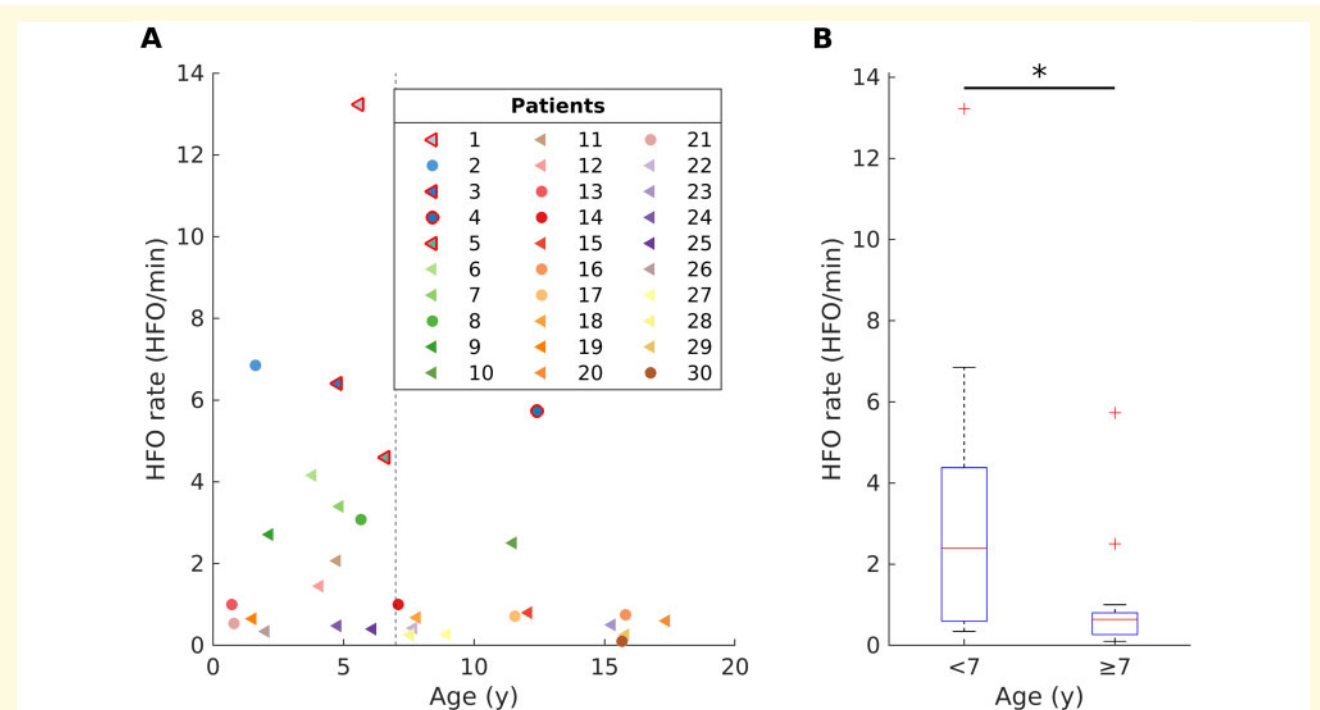 A
HFO rate (HFO/min)
14
12
10
8
6
4
2
0
0 5 10 15 20
Age (y)
Patients
1 11 21
2 12 22
3 13 23
4 14 24
5 15 25
6 16 26
7 17 27
8 18 28
9 19 29
10 20 30
B
*
HFO rate (HFO/min)
14
12
10
8
6
4
2
0
<7 ≥7
Age (y)